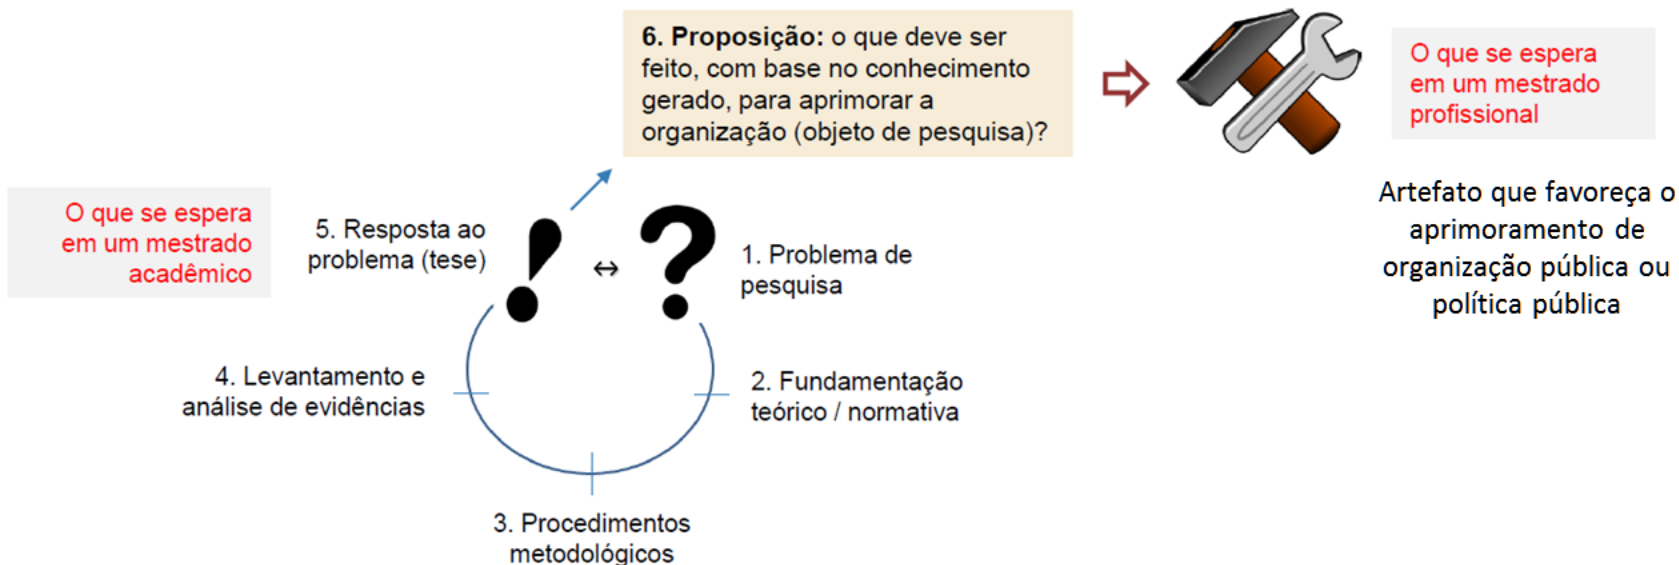 6. Proposição: o que deve ser
feito, com base no conhecimento
gerado, para aprimorar a
organização (objeto de pesquisa)?
O que se espera
em um mestrado
profissional
Artefato que favoreça o
aprimoramento de
organização pública ou
política pública
O que se espera
em um mestrado
acadêmico
5. Resposta ao
problema (tese)
1. Problema de
pesquisa
4. Levantamento e
análise de evidências
2. Fundamentação
teórico / normativa
3. Procedimentos
metodológicos